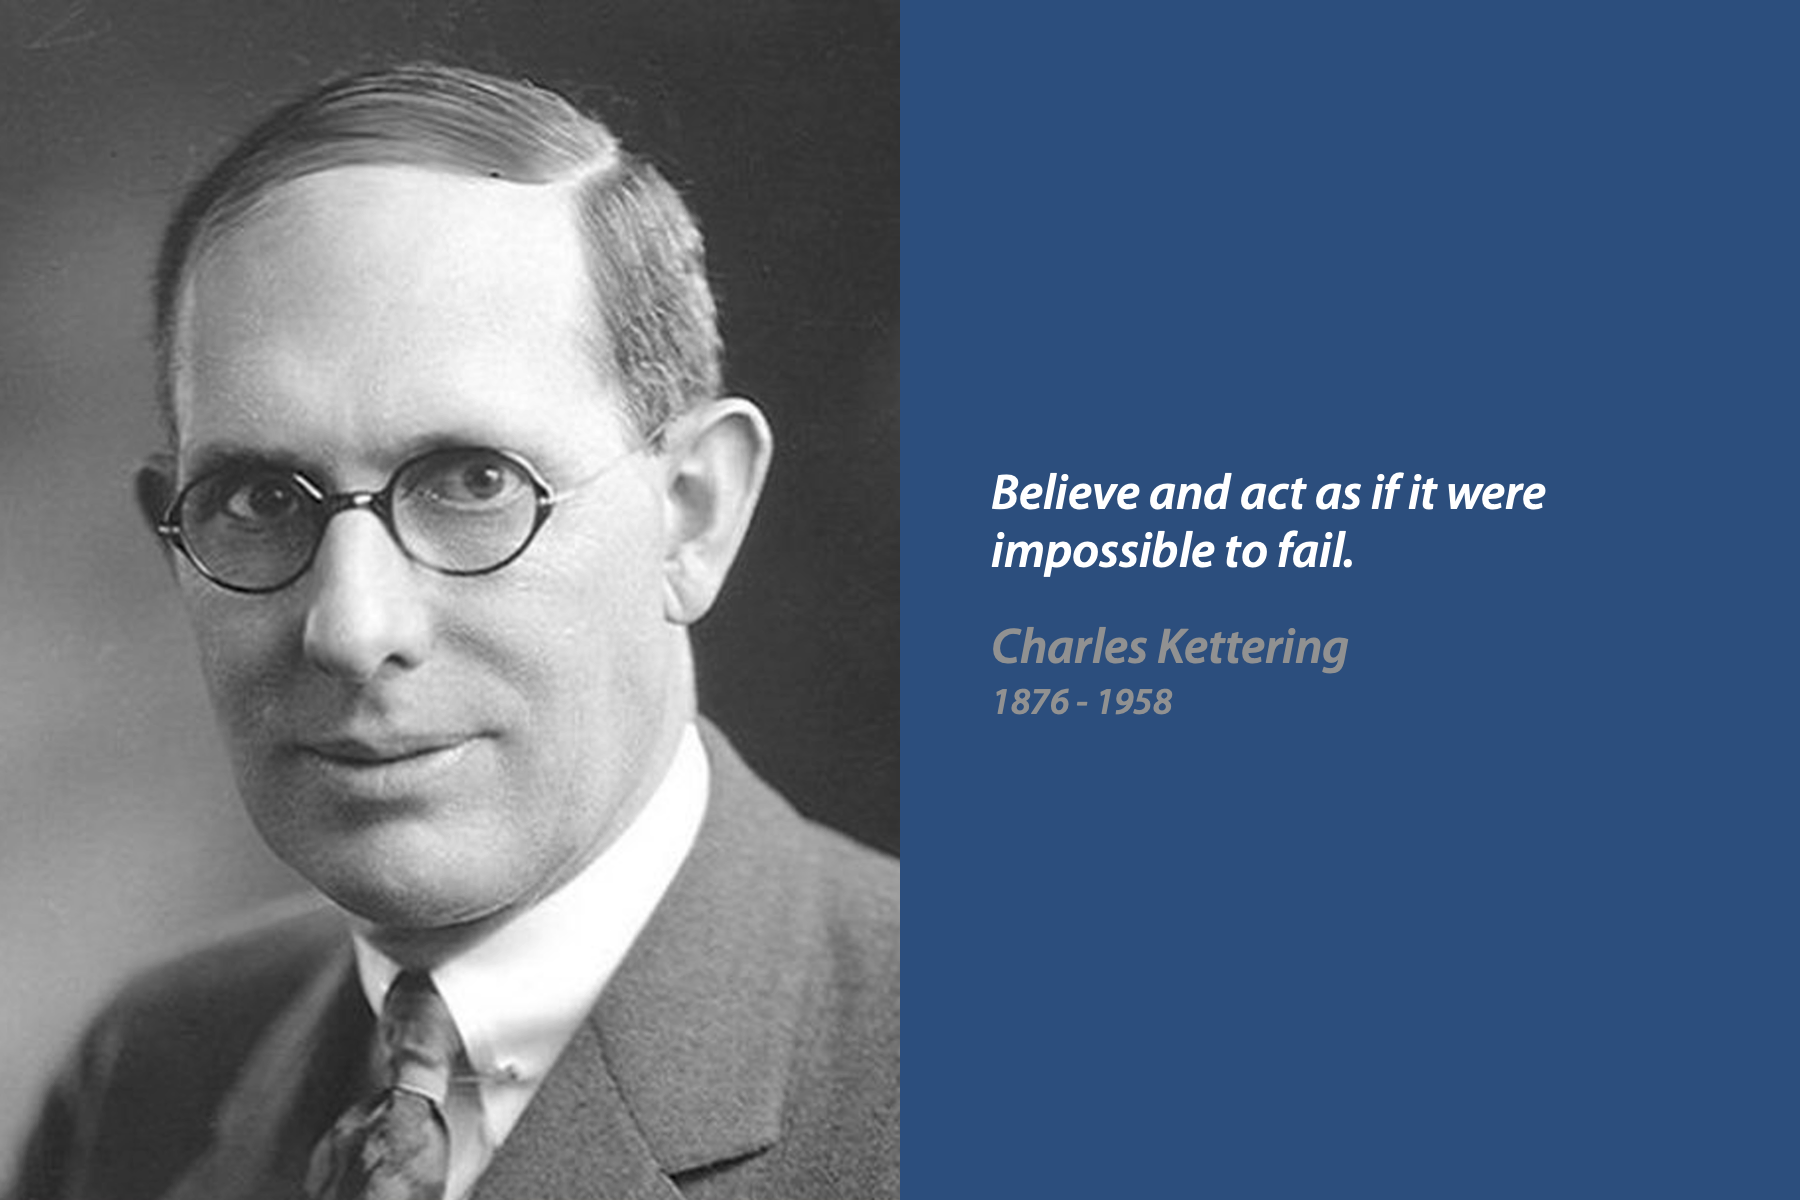 Believe and act as if it were
impossible to fail.
Charles Kettering
1876 - 1958